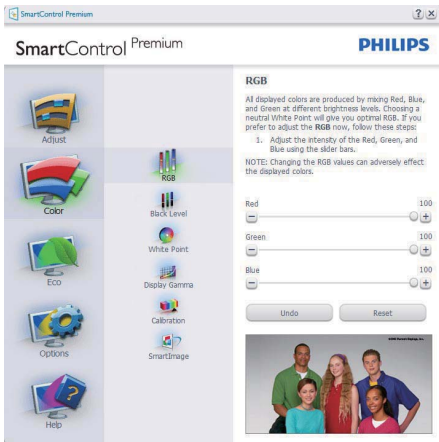 SmartControl Premium
SmartControl Premium
PHILIPS
Adjust
Color
Eco
Options
Help
RGB
Black Level
White Point
Display Gamma
Calibration
SmartImage
RGB
All displayed colors are produced by mixing Red, Blue,
and Green at different brightness levels. Choosing a
neutral White Point will give you optimal RGB. If you
prefer to adjust the RGB now, follow these steps:
1. Adjust the intensity of the Red, Green, and
Blue using the slider bars.
NOTE: Changing the RGB values can adversely effect
the displayed colors.
Red 100
Green 100
Blue 100
Undo Reset